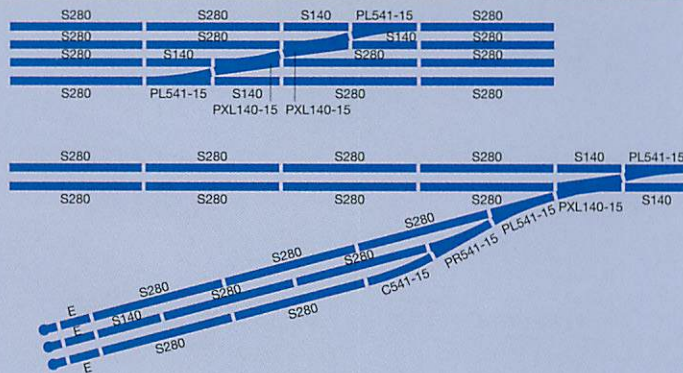 S280 S280 S140 PL541-15 S280
S280 S280 S140 S280
S280 S140 S280 S280
S280 PL541-15 S140 S280 S280
PXL140-15 PXL140-15
S280 S280 S280 S280 S140 PL541-15
S280 S280 S280 S280 PXL140-15 S140
S280 PL541-15
S280 PR541-15
E S280 S280 C541-15
E S140 S280
S280 S280
E